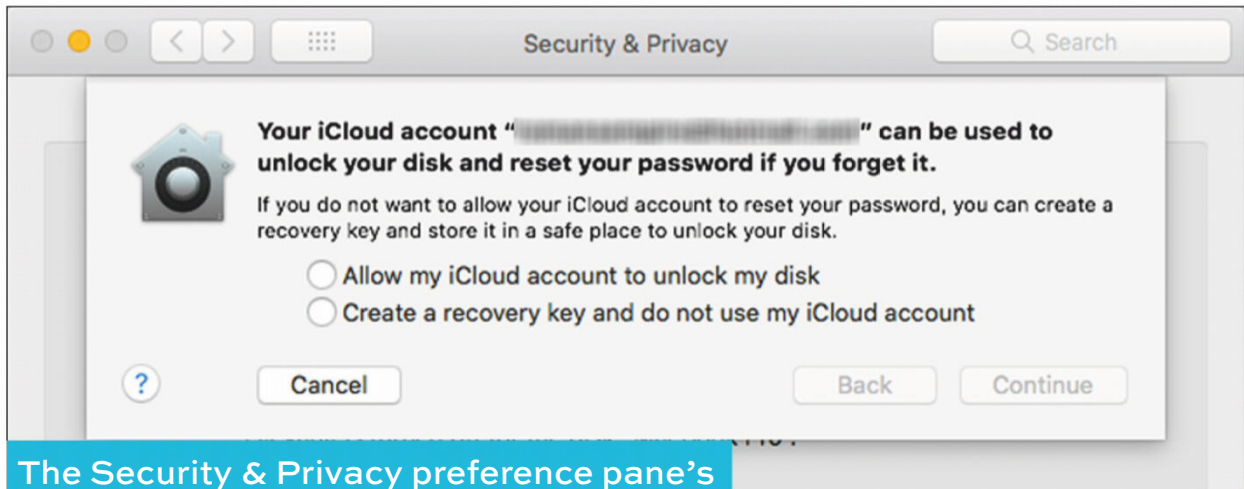 Security & Privacy
Search
Your iCloud account “ ” can be used to
unlock your disk and reset your password if you forget it.
If you do not want to allow your iCloud account to reset your password, you can create a
recovery key and store it in a safe place to unlock your disk.
Allow my iCloud account to unlock my disk
Create a recovery key and do not use my iCloud account
?
Cancel
Back
Continue
The Security & Privacy preference pane’s